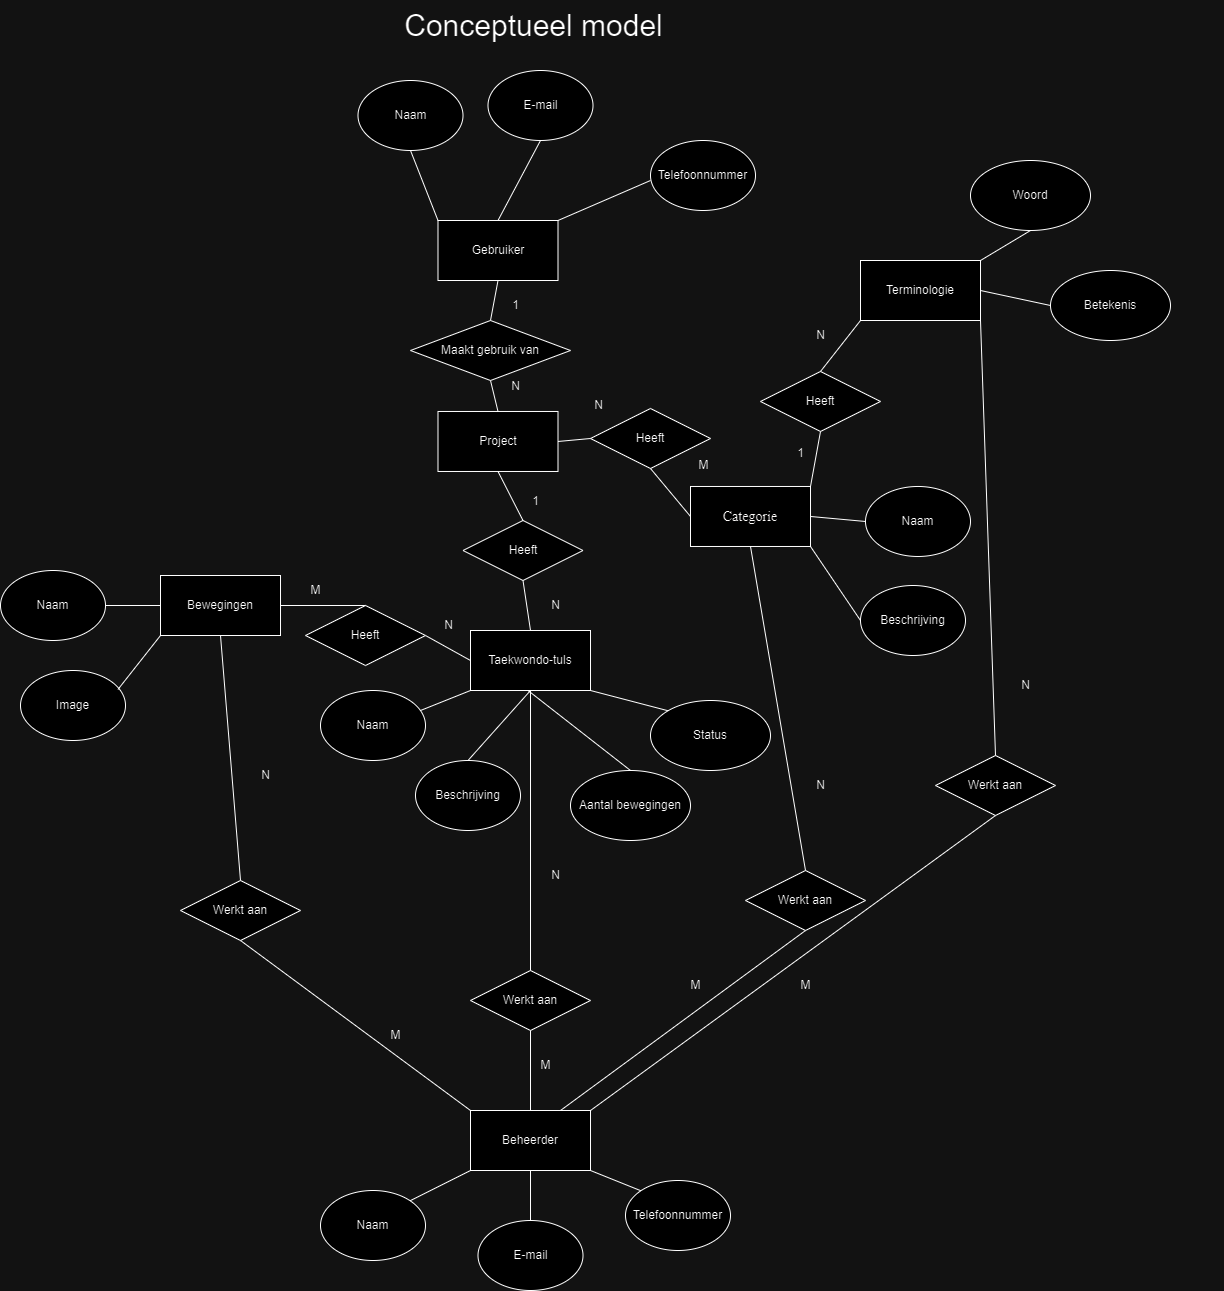 Conceptueel model
E-mail
Naam
Telefoonnummer
Woord
Gebruiker
Terminologie
Betekenis
1
N
Maakt gebruik van
N
Heeft
N
Project
Heeft
1
M
1
Categorie
Naam
Heeft
M
N
Naam
Bewegingen
Beschrijving
N
Heeft
Taekwondo-tuls
N
Image
Naam
Status
N
N
Werkt aan
Beschrijving
Aantal bewegingen
N
Werkt aan
Werkt aan
M
M
Werkt aan
M
M
Beheerder
Telefoonnummer
Naam
E-mail